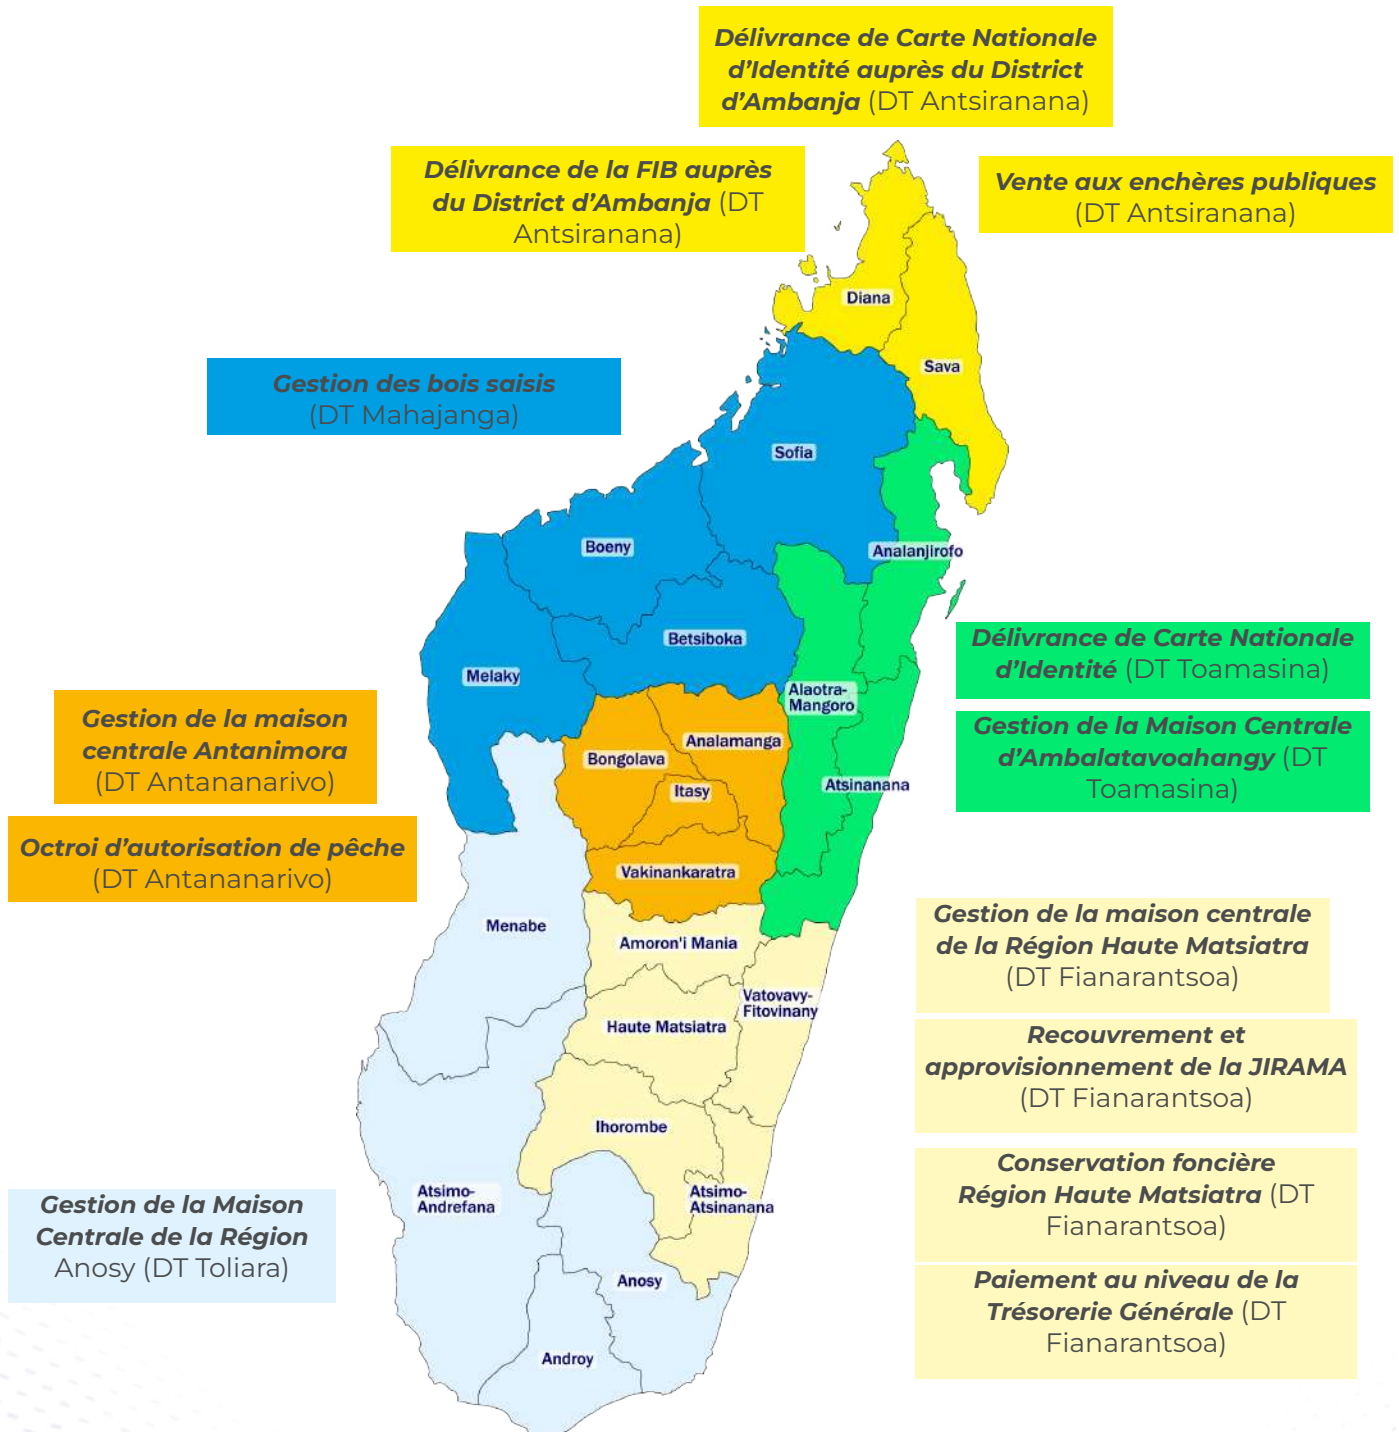 Délivrance de Carte Nationale
d'Identité auprès du District
d'Ambanja (DT Antsiranana)
Délivrance de la FIB auprès
du District d'Ambanja (DT
Antsiranana)
Vente aux enchères publiques
(DT Antsiranana)
Diana
Sava
Gestion des bois saisis
(DT Mahajanga)
Sofia
Boeny
Analanjirofo
Betsiboka
Melaky
Délivrance de Carte Nationale
d'Identité (DT Toamasina)
Alaotra-
Mangoro
Gestion de la maison
centrale Antanimora
(DT Antananarivo)
Gestion de la Maison Centrale
d'Ambalatavoahangy (DT
Toamasina)
Analamanga
Bongolava
Itasy
Atsinanana
Octroi d'autorisation de pêche
(DT Antananarivo)
Vakinankaratra
Menabe
Amoron'i Mania
Gestion de la maison centrale
de la Région Haute Matsiatra
(DT Fianarantsoa)
Vatovavy-
Fitovinany
Haute Matsiatra
Recouvrement et
approvisionnement de la JIRAMA
(DT Fianarantsoa)
Ihorombe
Conservation foncière
Région Haute Matsiatra (DT
Fianarantsoa)
Atsimo-
Andrefana
Atsimo-
Atsinanana
Gestion de la Maison
Centrale de la Région
Anosy (DT Toliara)
Anosy
Paiement au niveau de la
Trésorerie Générale (DT
Fianarantsoa)
Androy